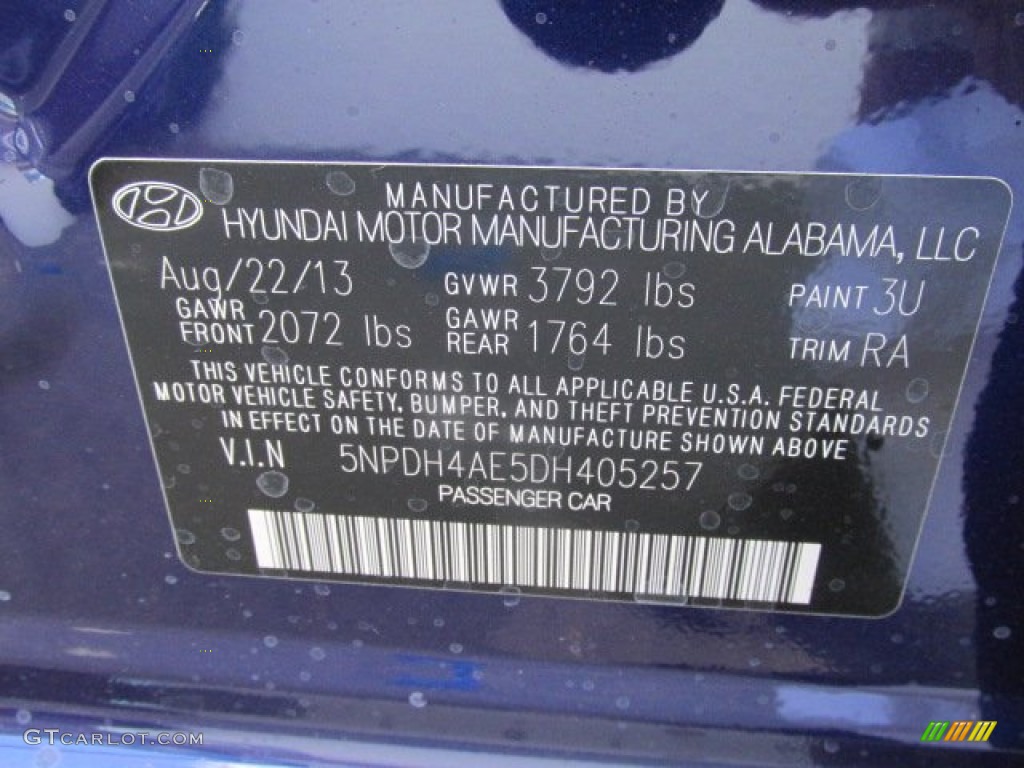 MANUFACTURED BY
HYUNDAI MOTOR MANUFACTURING ALABAMA, LLC
Aug/22/13 GVWR 3792 lbs PAINT 3U
GAWR FRONT 2072 lbs GAWR REAR 1764 lbs TRIM RA
THIS VEHICLE CONFORMS TO ALL APPLICABLE U.S.A. FEDERAL
MOTOR VEHICLE SAFETY, BUMPER, AND THEFT PREVENTION STANDARDS
IN EFFECT ON THE DATE OF MANUFACTURE SHOWN ABOVE
V.I.N 5NPDH4AE5DH405257
PASSENGER CAR
GTCARLOT.COM